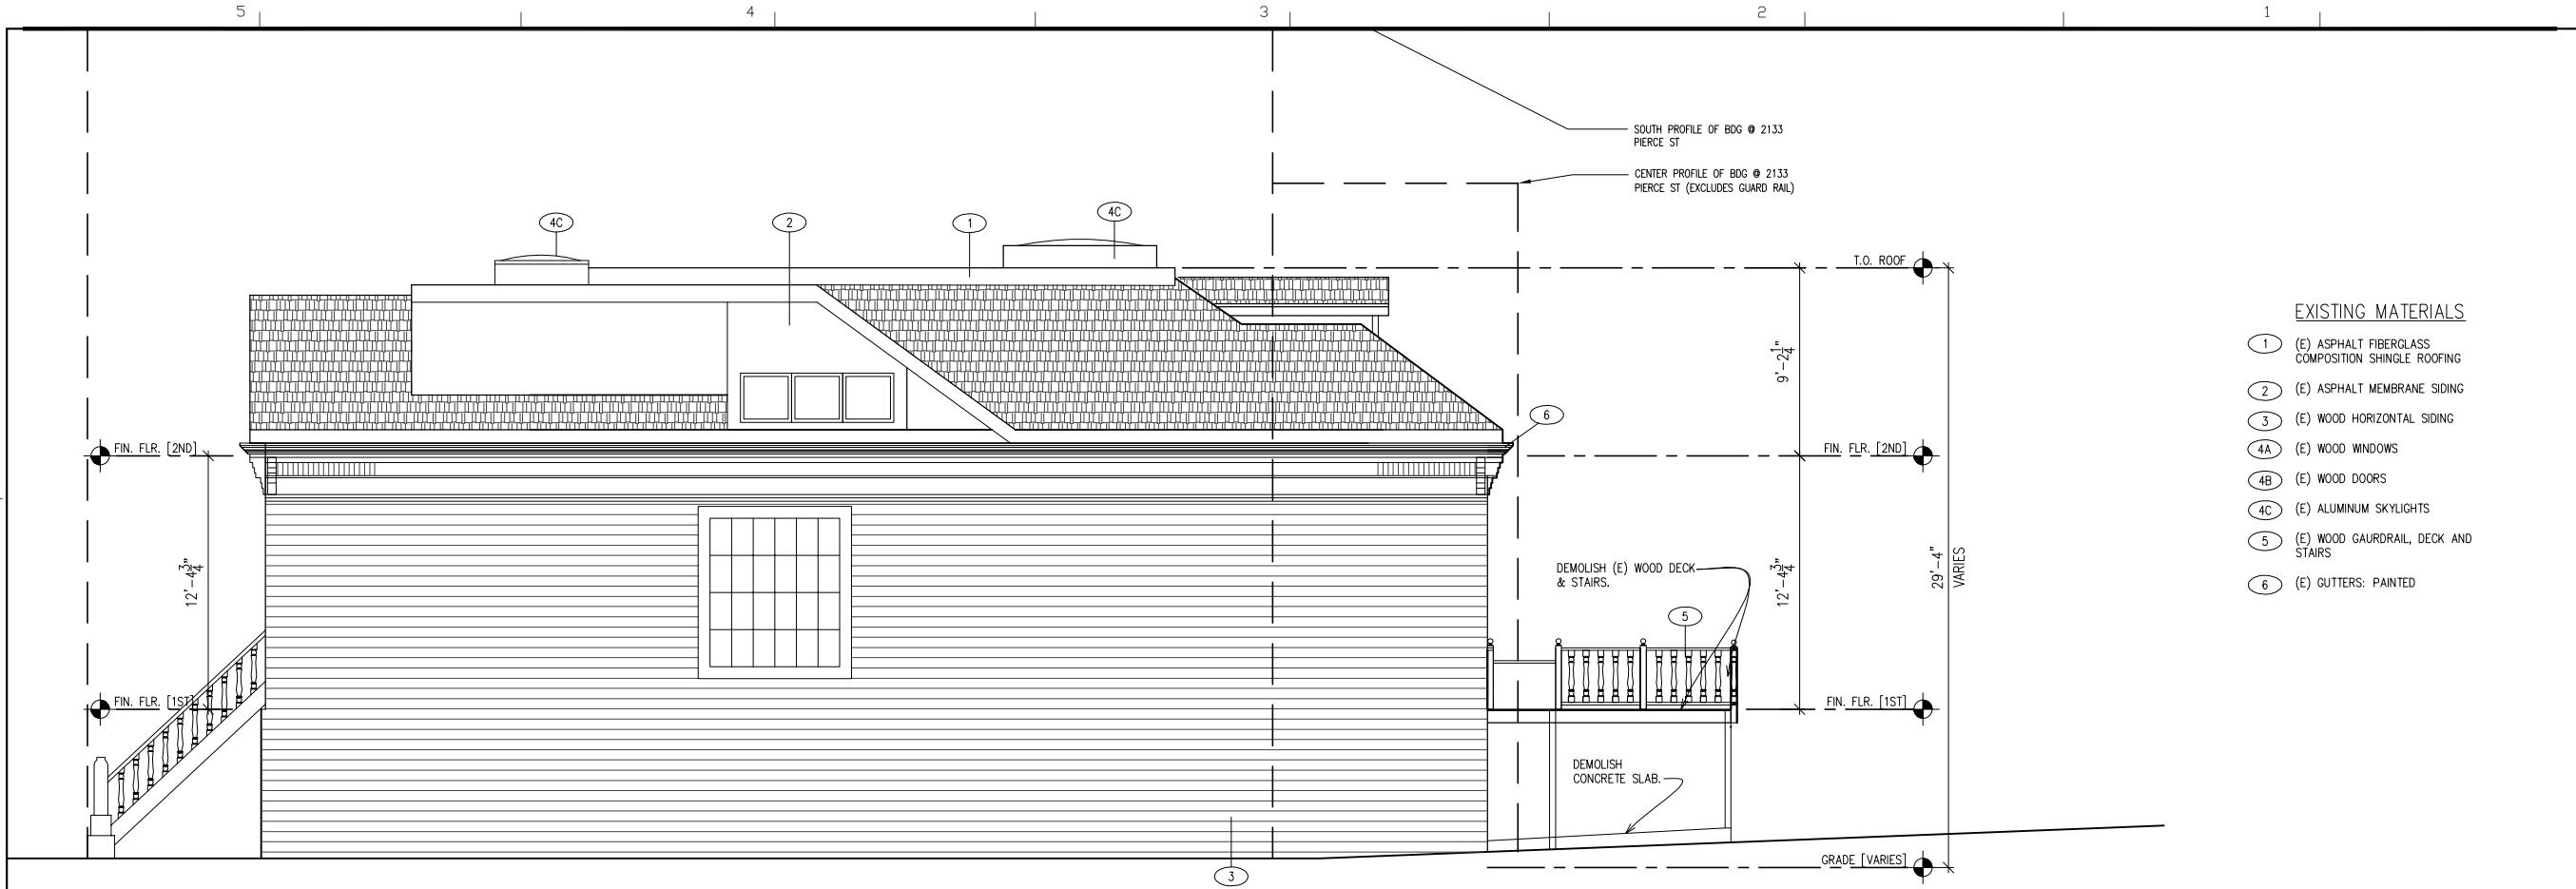 5 4 3 2 1
SOUTH PROFILE OF BDG @ 2133
PIERCE ST
CENTER PROFILE OF BDG @ 2133
PIERCE ST (EXCLUDES GUARD RAIL)
4C
2
1
4C
T.O. ROOF
9'-2 1/4"
6
FIN. FLR. [2ND]
FIN. FLR. [2ND]
12'-4 3/4"
12'-4 3/4"
29'-4"
VARIES
DEMOLISH (E) WOOD DECK
& STAIRS.
5
FIN. FLR. [1ST]
FIN. FLR. [1ST]
DEMOLISH
CONCRETE SLAB.
GRADE [VARIES]
3
EXISTING MATERIALS
1 (E) ASPHALT FIBERGLASS
COMPOSITION SHINGLE ROOFING
2 (E) ASPHALT MEMBRANE SIDING
3 (E) WOOD HORIZONTAL SIDING
4A (E) WOOD WINDOWS
4B (E) WOOD DOORS
4C (E) ALUMINUM SKYLIGHTS
5 (E) WOOD GAURDRAIL, DECK AND
STAIRS
6 (E) GUTTERS: PAINTED